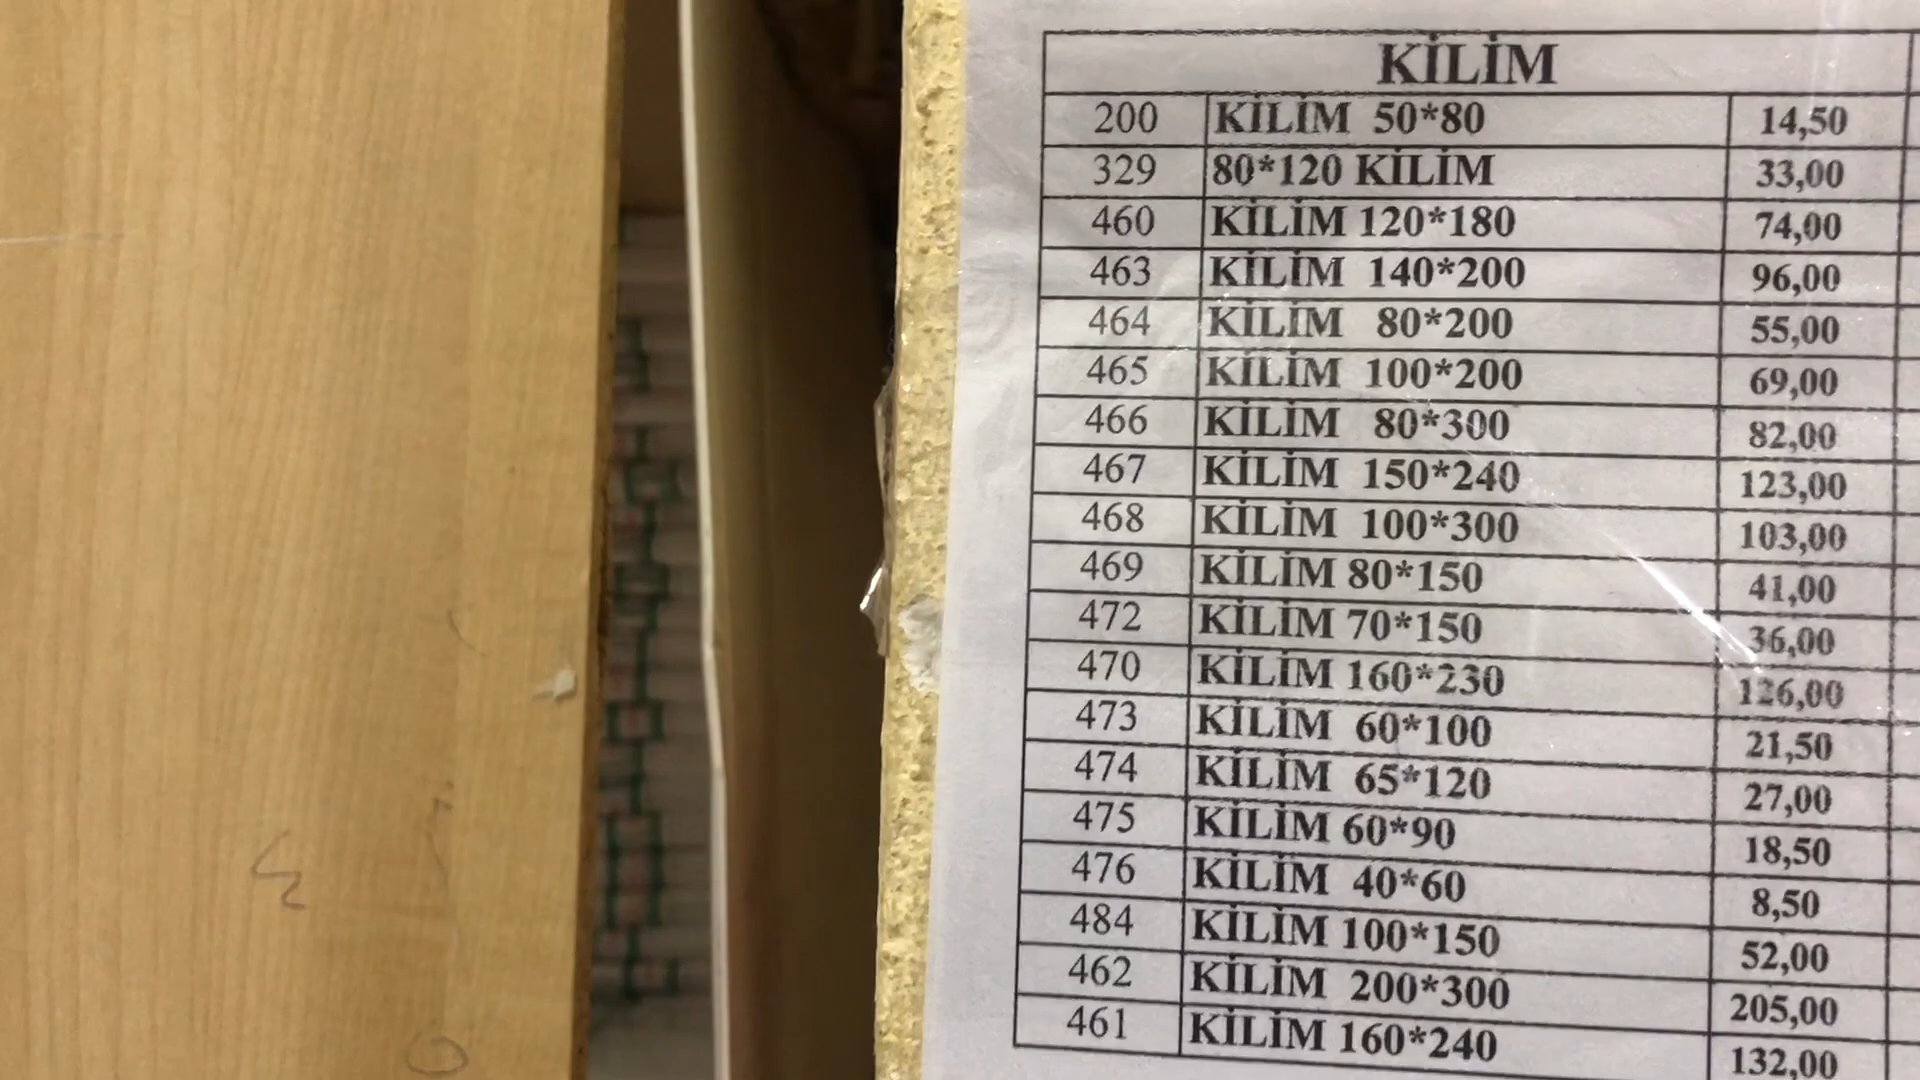 KİLİM
200 KİLİM 50*80 14,50
329 80*120 KİLİM 33,00
460 KİLİM 120*180 74,00
463 KİLİM 140*200 96,00
464 KİLİM 80*200 55,00
465 KİLİM 100*200 69,00
466 KİLİM 80*300 82,00
467 KİLİM 150*240 123,00
468 KİLİM 100*300 103,00
469 KİLİM 80*150 41,00
472 KİLİM 70*150 36,00
470 KİLİM 160*230 126,00
473 KİLİM 60*100 21,50
474 KİLİM 65*120 27,00
475 KİLİM 60*90 18,50
476 KİLİM 40*60 8,50
484 KİLİM 100*150 52,00
462 KİLİM 200*300 205,00
461 KİLİM 160*240 132,00